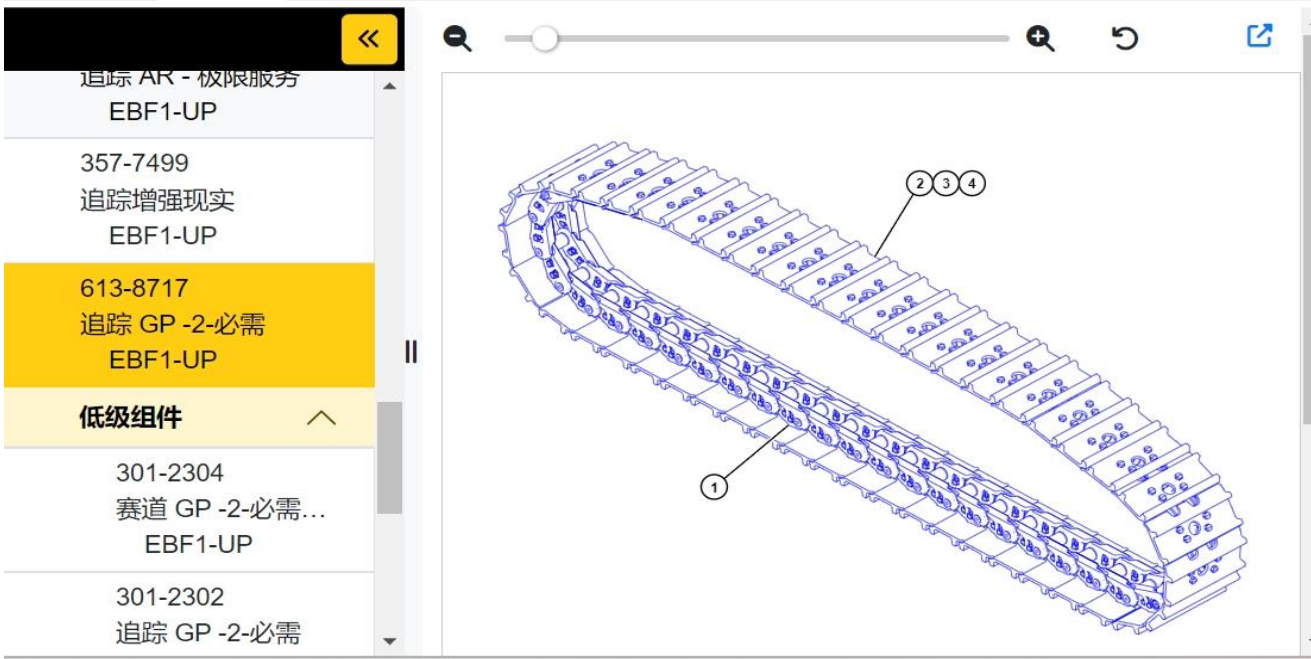 追踪 AR - 极限服务
EBF1-UP
357-7499
追踪增强现实
EBF1-UP
613-8717
追踪 GP -2-必需
EBF1-UP
低级组件
301-2304
赛道 GP -2-必需…
EBF1-UP
301-2302
追踪 GP -2-必需
2 3 4
1